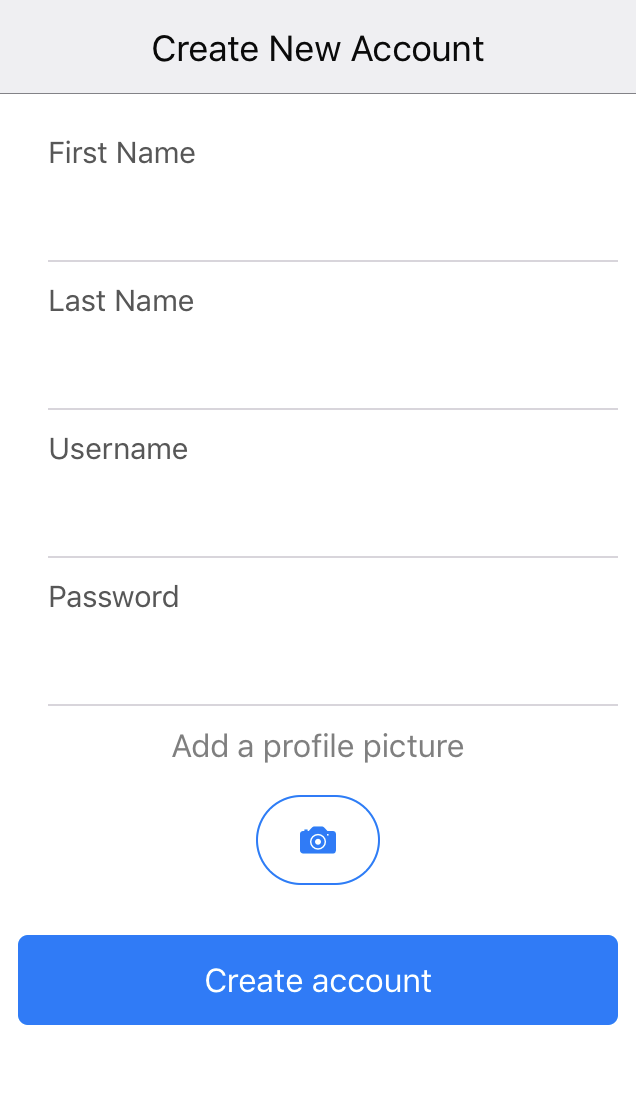 Create New Account
First Name
Last Name
Username
Password
Add a profile picture
Create account